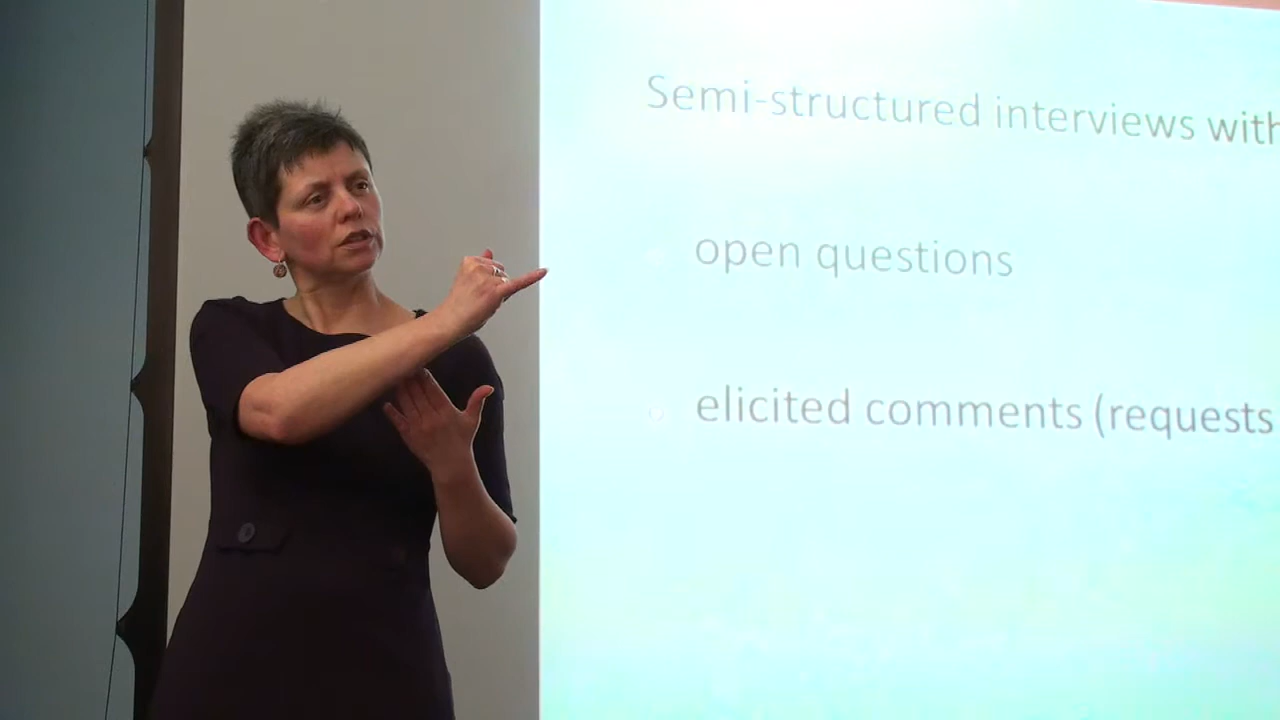 Semi-structured interviews with
open questions
elicited comments (requests